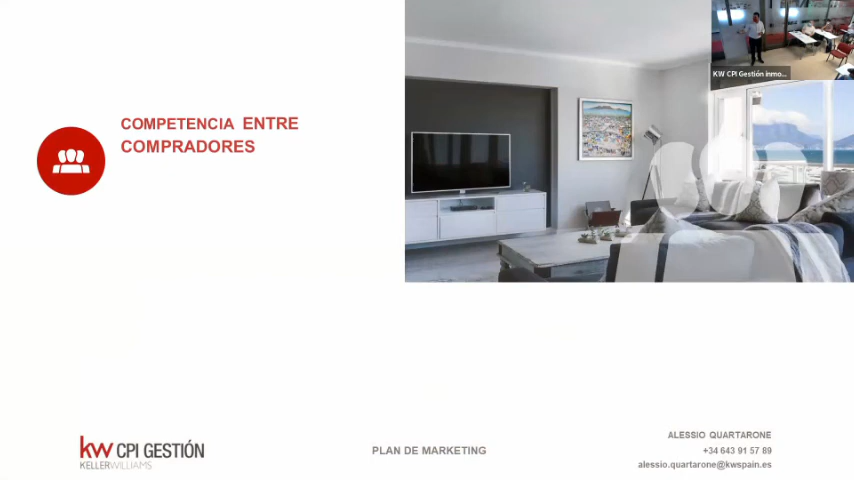 KW CPI Gestión inmo...
COMPETENCIA ENTRE
COMPRADORES
kw CPI GESTIÓN
KELLERWILLIAMS
PLAN DE MARKETING
ALESSIO QUARTARONE
+34 643 91 57 89
alessio.quartarone@kwspain.es